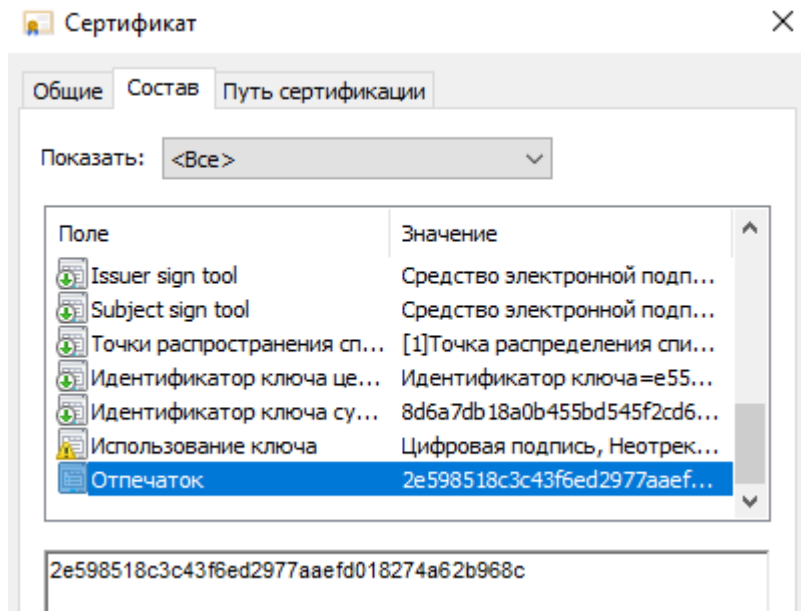 Сертификат
Общие Состав Путь сертификации
Показать: <Все>
Поле Значение
Issuer sign tool Средство электронной подп...
Subject sign tool Средство электронной подп...
Точки распространения сп... [1]Точка распределения спи...
Идентификатор ключа це... Идентификатор ключа=e55...
Идентификатор ключа су... 8d6a7db18a0b455bd545f2cd6...
Использование ключа Цифровая подпись, Неотрек...
Отпечаток 2e598518c3c43f6ed2977aaef...
2e598518c3c43f6ed2977aaefd018274a62b968c